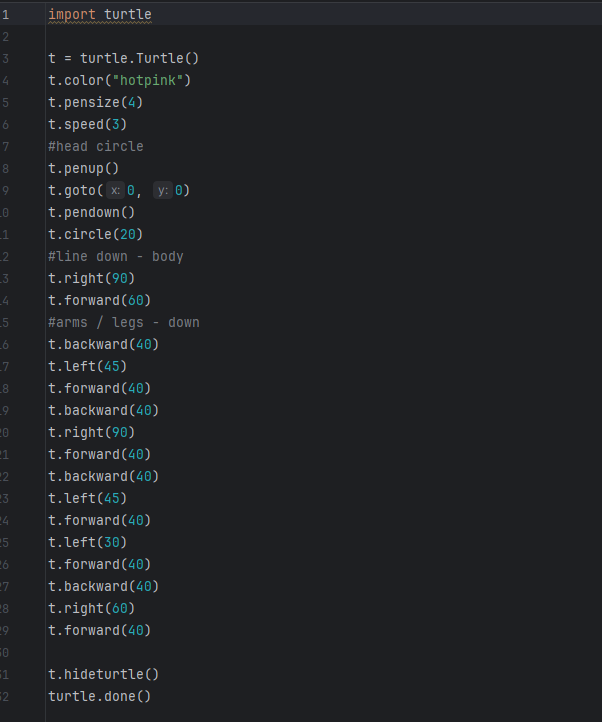 1 import turtle
2
3 t = turtle.Turtle()
4 t.color("hotpink")
5 t.pensize(4)
6 t.speed(3)
7 #head circle
8 t.penup()
9 t.goto( x: 0, y: 0)
10 t.pendown()
11 t.circle(20)
12 #line down - body
13 t.right(90)
14 t.forward(60)
15 #arms / legs - down
16 t.backward(40)
17 t.left(45)
18 t.forward(40)
19 t.backward(40)
20 t.right(90)
21 t.forward(40)
22 t.backward(40)
23 t.left(45)
24 t.forward(40)
25 t.left(30)
26 t.forward(40)
27 t.backward(40)
28 t.right(60)
29 t.forward(40)
30
31 t.hideturtle()
32 turtle.done()